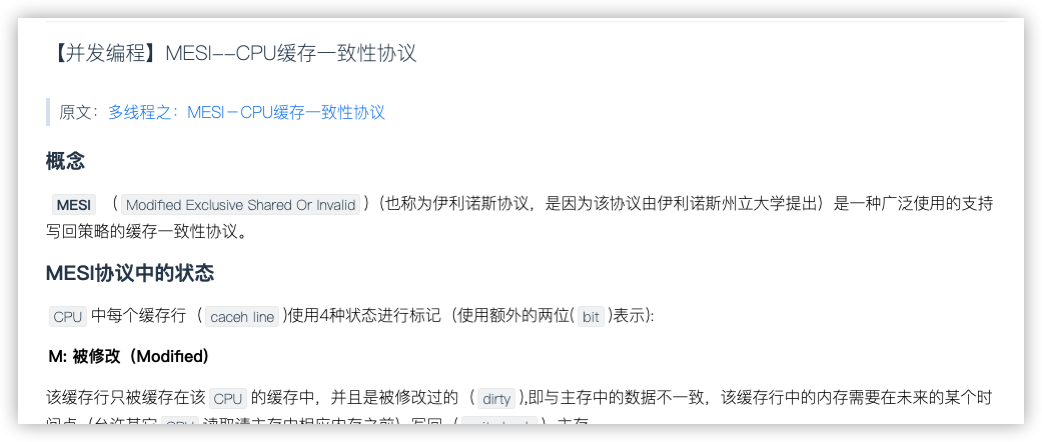 【并发编程】MESI--CPU缓存一致性协议
原文：多线程之：MESI－CPU缓存一致性协议
概念
MESI （Modified Exclusive Shared Or Invalid）(也称为伊利诺斯协议，是因为该协议由伊利诺斯州立大学提出）是一种广泛使用的支持
写回策略的缓存一致性协议。
MESI协议中的状态
CPU 中每个缓存行（caceh line)使用4种状态进行标记（使用额外的两位(bit)表示):
M: 被修改（Modified)
该缓存行只被缓存在该 CPU 的缓存中，并且是被修改过的（dirty),即与主存中的数据不一致，该缓存行中的内存需要在未来的某个时
间点（允许其它 CPU 读取请主存中相应内存之前）写回（
）主存